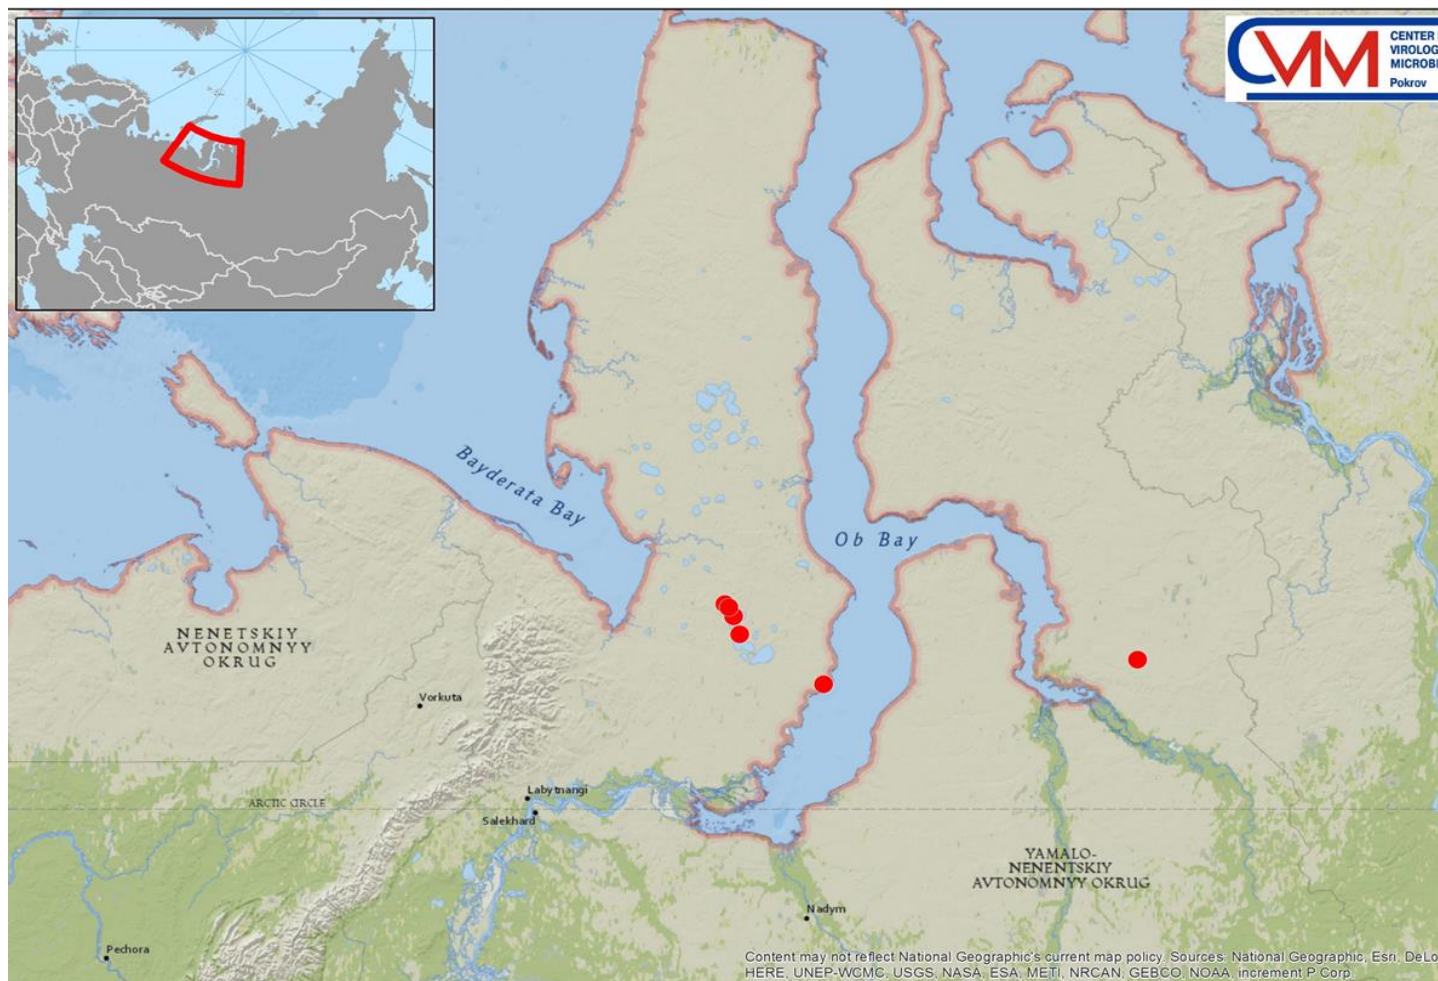 CENTER
VIROLOG
MICROBI
Pokrov
CVMM
Bayderata Bay
Ob Bay
NENETSKIY
AVTONOMNYY
OKRUG
Vorkuta
ARCTIC CIRCLE
Labytnangi
Salekhard
YAMALO-
NENENTSKIY
AVTONOMNYY OKRUG
Nadym
Pechora
Content may not reflect National Geographic's current map policy. Sources: National Geographic, Esri, DeLo
HERE, UNEP-WCMC, USGS, NASA, ESA, METI, NRCAN, GEBCO, NOAA, increment P Corp.